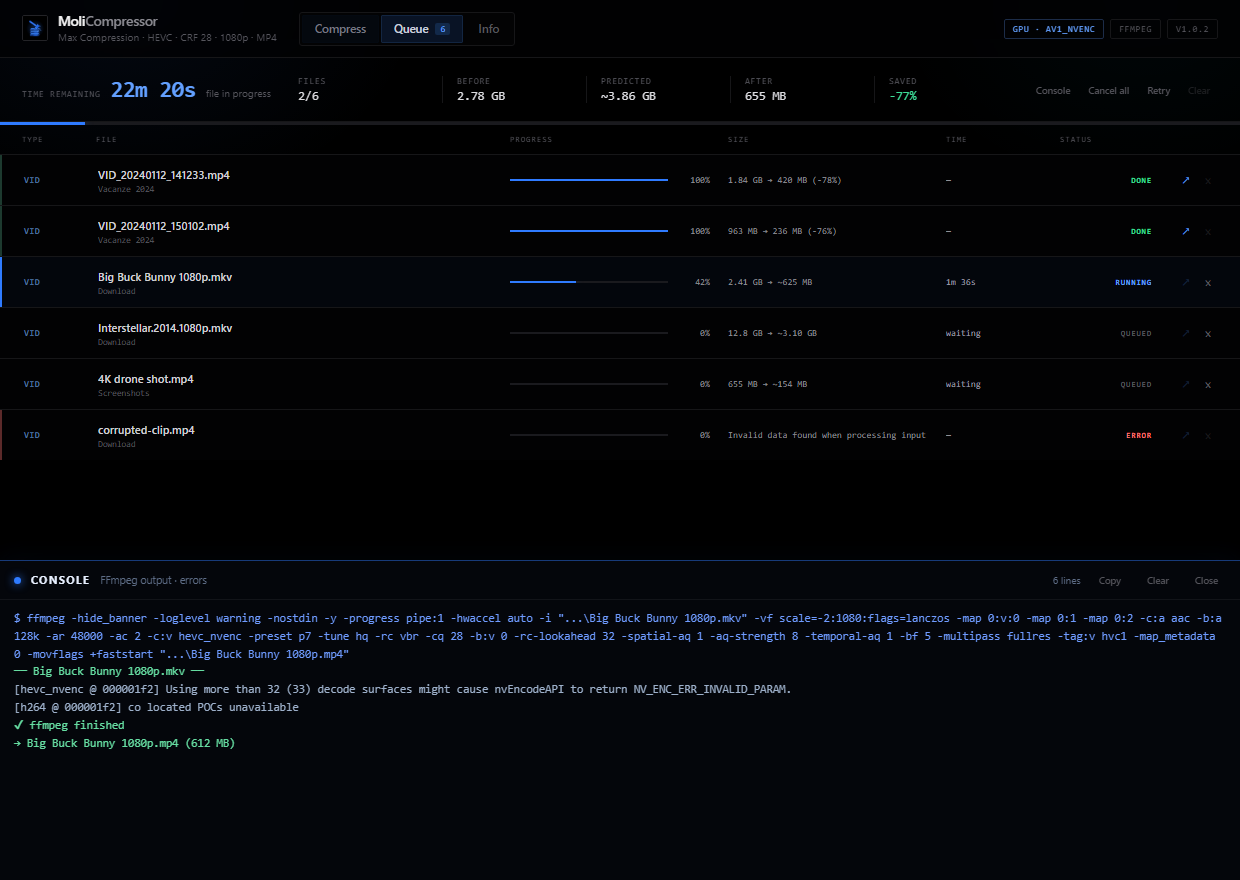 MoliCompressor
Max Compression · HEVC · CRF 28 · 1080p · MP4
Compress
Queue 6
Info
GPU · AV1_NVENC
FFMPEG
V1.0.2
TIME REMAINING 22m 20s file in progress
FILES
2/6
BEFORE
2.78 GB
PREDICTED
~3.86 GB
AFTER
655 MB
SAVED
-77%
Console
Cancel all
Retry
Clear
TYPE FILE PROGRESS SIZE TIME STATUS
VID VID_20240112_141233.mp4 100% 1.84 GB → 420 MB (-78%) — DONE ↗ x
Vacanze 2024
VID VID_20240112_150102.mp4 100% 963 MB → 236 MB (-76%) — DONE ↗ x
Vacanze 2024
VID Big Buck Bunny 1080p.mkv 42% 2.41 GB → ~625 MB 1m 36s RUNNING ↗ x
Download
VID Interstellar.2014.1080p.mkv 0% 12.8 GB → ~3.10 GB waiting QUEUED ↗ x
Download
VID 4K drone shot.mp4 0% 655 MB → ~154 MB waiting QUEUED ↗ x
Screenshots
VID corrupted-clip.mp4 0% Invalid data found when processing input — ERROR ↗ x
Download
CONSOLE FFmpeg output · errors 6 lines Copy Clear Close
$ ffmpeg -hide_banner -loglevel warning -nostdin -y -progress pipe:1 -hwaccel auto -i "...\Big Buck Bunny 1080p.mkv" -vf scale=-2:1080:flags=lanczos -map 0:v:0 -map 0:1 -map 0:2 -c:a aac -b:a
128k -ar 48000 -ac 2 -c:v hevc_nvenc -preset p7 -tune hq -rc vbr -cq 28 -b:v 0 -rc-lookahead 32 -spatial-aq 1 -aq-strength 8 -temporal-aq 1 -bf 5 -multipass fullres -tag:v hvc1 -map_metadata
0 -movflags +faststart "...\Big Buck Bunny 1080p.mp4"
── Big Buck Bunny 1080p.mkv ──
[hevc_nvenc @ 000001f2] Using more than 32 (33) decode surfaces might cause nvEncodeAPI to return NV_ENC_ERR_INVALID_PARAM.
[h264 @ 000001f2] co located POCs unavailable
✓ ffmpeg finished
→ Big Buck Bunny 1080p.mp4 (612 MB)